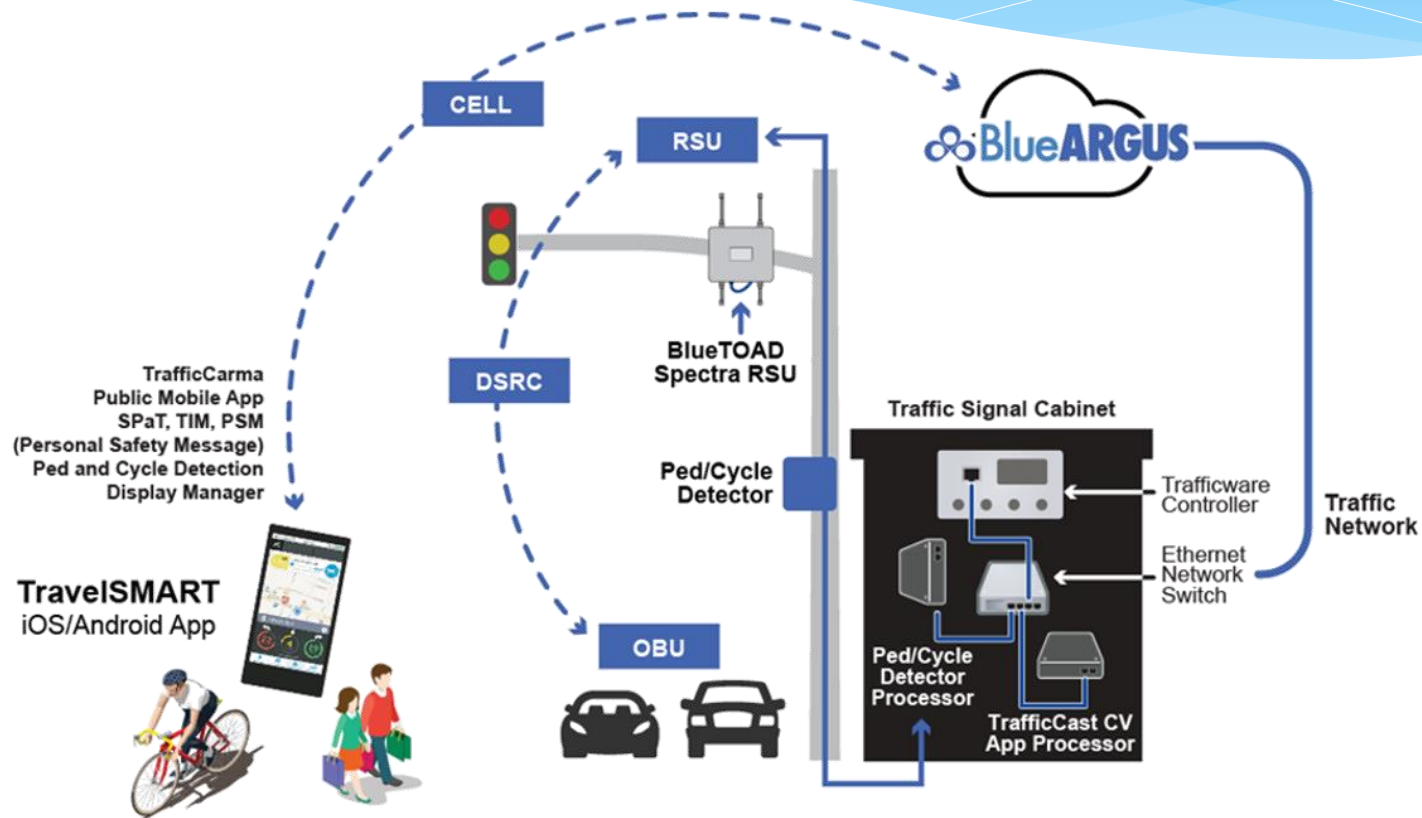 CELL
BlueARGUS
RSU
BlueTOAD
Spectra RSU
DSRC
TrafficCarma
Public Mobile App
SPaT, TIM, PSM
(Personal Safety Message)
Ped and Cycle Detection
Display Manager
TravelSMART
iOS/Android App
Ped/Cycle
Detector
OBU
Traffic Signal Cabinet
Trafficware
Controller
Ethernet
Network
Switch
Traffic
Network
Ped/Cycle
Detector
Processor
TrafficCast CV
App Processor